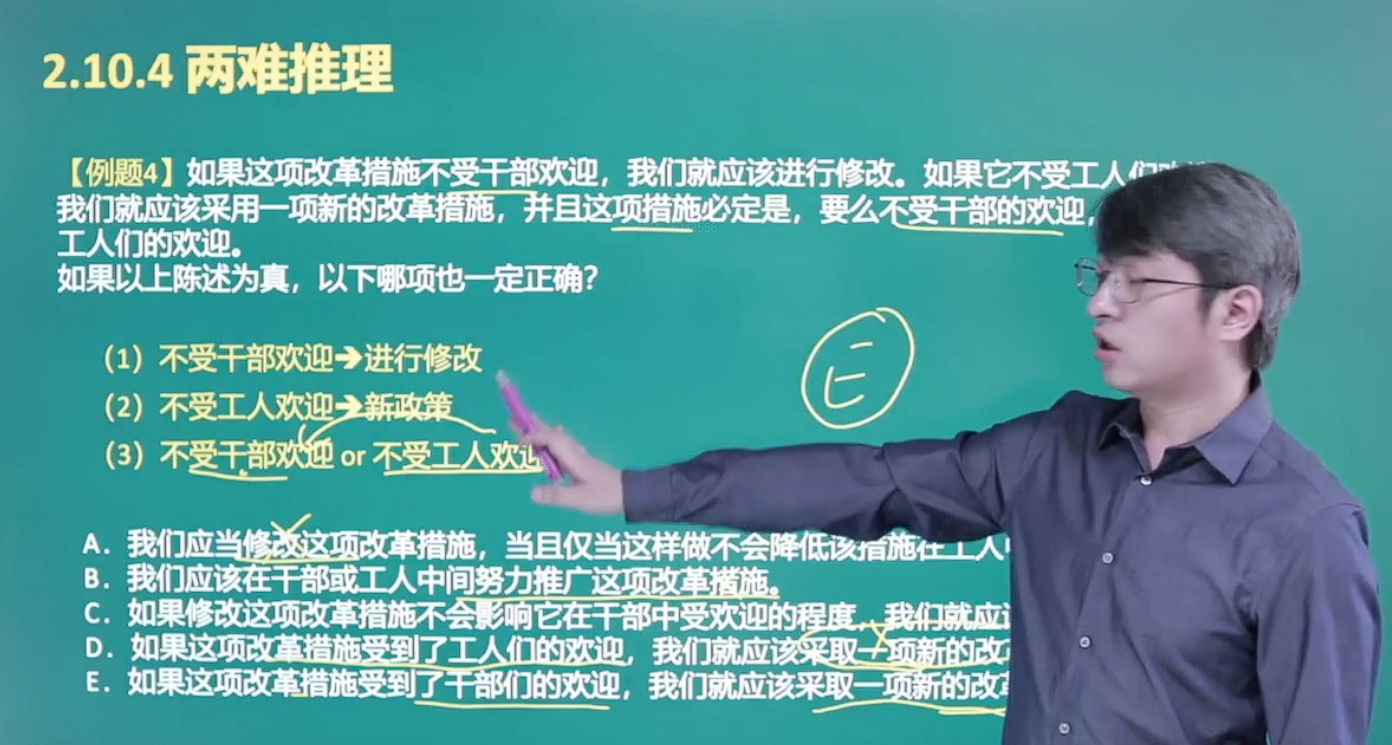 2.10.4 两难推理
【例题4】如果这项改革措施不受干部欢迎，我们就应该进行修改。如果它不受工人们
我们就应该采用一项新的改革措施，并且这项措施必定是，要么不受干部的欢迎，
工人们的欢迎。
如果以上陈述为真，以下哪项也一定正确？
（1）不受干部欢迎➔进行修改
（2）不受工人欢迎➔新政策
（3）不受干部欢迎 or 不受工人欢迎
E
A. 我们应当修改这项改革措施，当且仅当这样做不会降低该措施在工人
B. 我们应该在干部或工人中间努力推广这项改革措施。
C. 如果修改这项改革措施不会影响它在干部中受欢迎的程度，我们就应
D. 如果这项改革措施受到了工人们的欢迎，我们就应该采取一项新的改
E. 如果这项改革措施受到了干部们的欢迎，我们就应该采取一项新的改